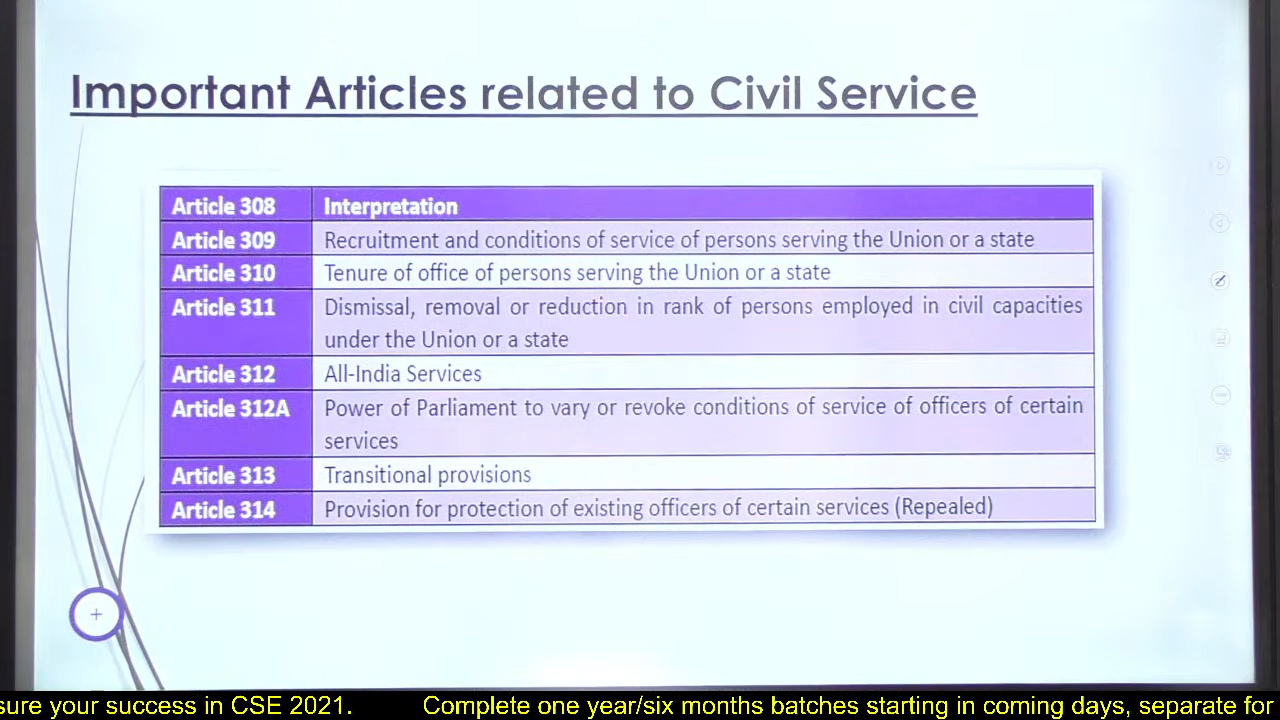 Important Articles related to Civil Service
Article 308 Interpretation
Article 309 Recruitment and conditions of service of persons serving the Union or a state
Article 310 Tenure of office of persons serving the Union or a state
Article 311 Dismissal, removal or reduction in rank of persons employed in civil capacities
under the Union or a state
Article 312 All-India Services
Article 312A Power of Parliament to vary or revoke conditions of service of officers of certain
services
Article 313 Transitional provisions
Article 314 Provision for protection of existing officers of certain services (Repealed)
+
sure your success in CSE 2021. Complete one year/six months batches starting in coming days, separate for